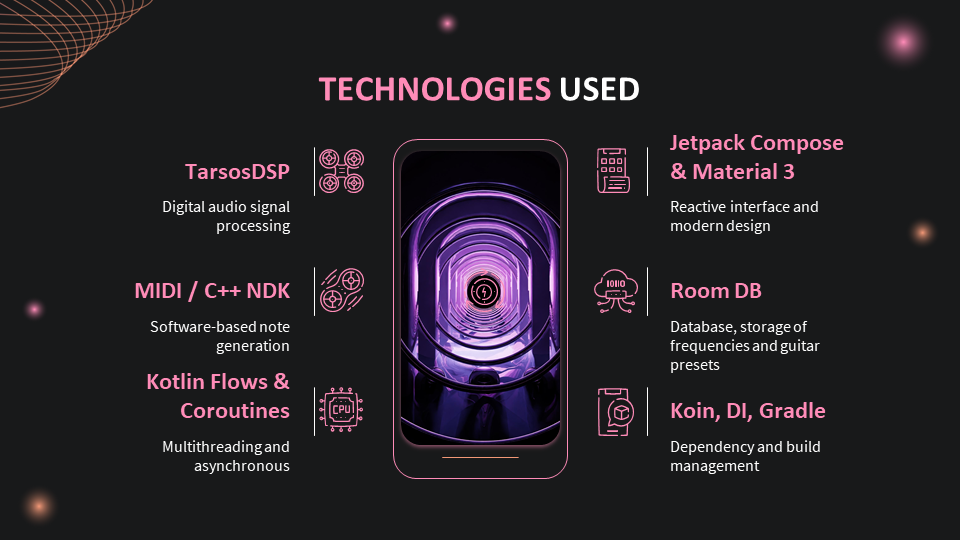 TECHNOLOGIES USED
TarsosDSP
Digital audio signal
processing
MIDI / C++ NDK
Software-based note
generation
Kotlin Flows &
Coroutines
Multithreading and
asynchronous
CPU
Jetpack Compose
& Material 3
Reactive interface and
modern design
Room DB
Database, storage of
frequencies and guitar
presets
Koin, DI, Gradle
Dependency and build
management